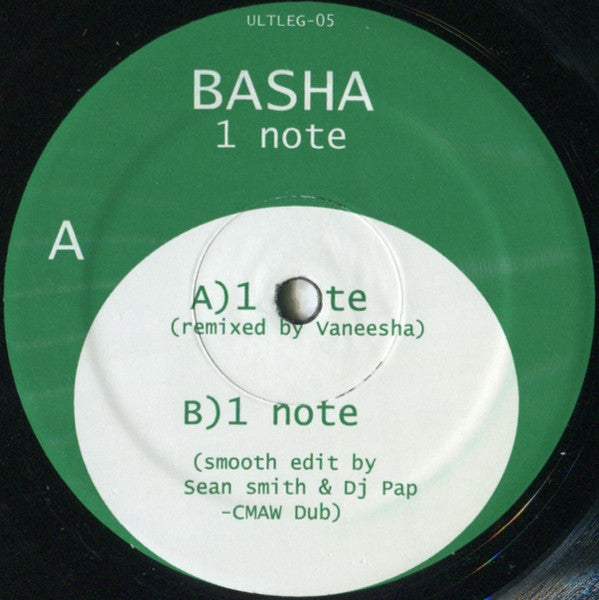 ULTLEG-05
BASHA
1 note
A
A)1 note
(remixed by Vaneesha)
B)1 note
(smooth edit by
Sean smith & Dj Pap
-CMAW Dub)